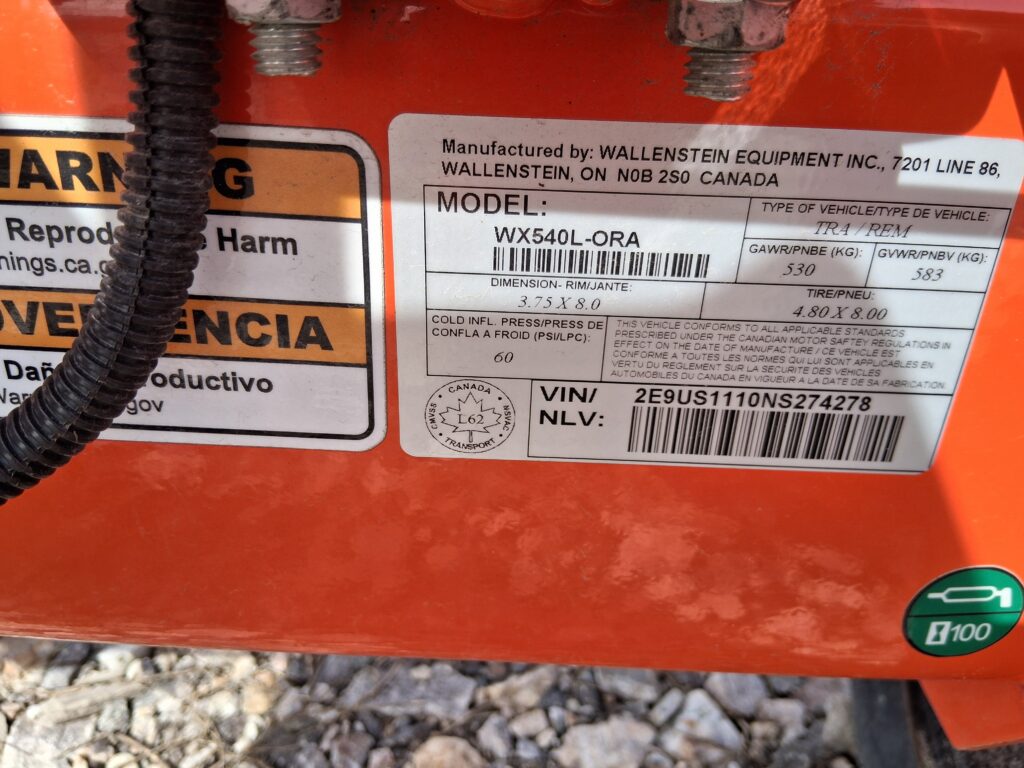 Reprod
Harm
nings.ca.g
ENCIA
Dañ
oductivo
gov
Manufactured by: WALLENSTEIN EQUIPMENT INC., 7201 LINE 86,
WALLENSTEIN, ON N0B 2S0 CANADA
MODEL:
WX540L-ORA
TYPE OF VEHICLE/TYPE DE VEHICLE:
TRA / REM
GAWR/PNBE (KG):
530
GVWR/PNBV (KG):
583
DIMENSION- RIM/JANTE:
3.75 X 8.0
TIRE/PNEU:
4.80 X 8.00
COLD INFL. PRESS/PRESS DE
CONFLA A FROID (PSI/LPC):
60
THIS VEHICLE CONFORMS TO ALL APPLICABLE STANDARDS
PRESCRIBED UNDER THE CANADIAN MOTOR SAFTEY REGULATIONS IN
EFFECT ON THE DATE OF MANUFACTURE / CE VEHICLE EST
CONFORME A TOUTES LES NORMES QUI LUI SONT APPLICABLES EN
VERTU DU REGLEMENT SUR LA SECURITE DES VEHICLES
AUTOMOBILES DU CANADA EN VIGUEUR A LA DATE DE SA FABRICATION.
CANADA
CMVSS
NSVAC
L62
TRANSPORT
VIN/
NLV:
2E9US1110NS274278
100